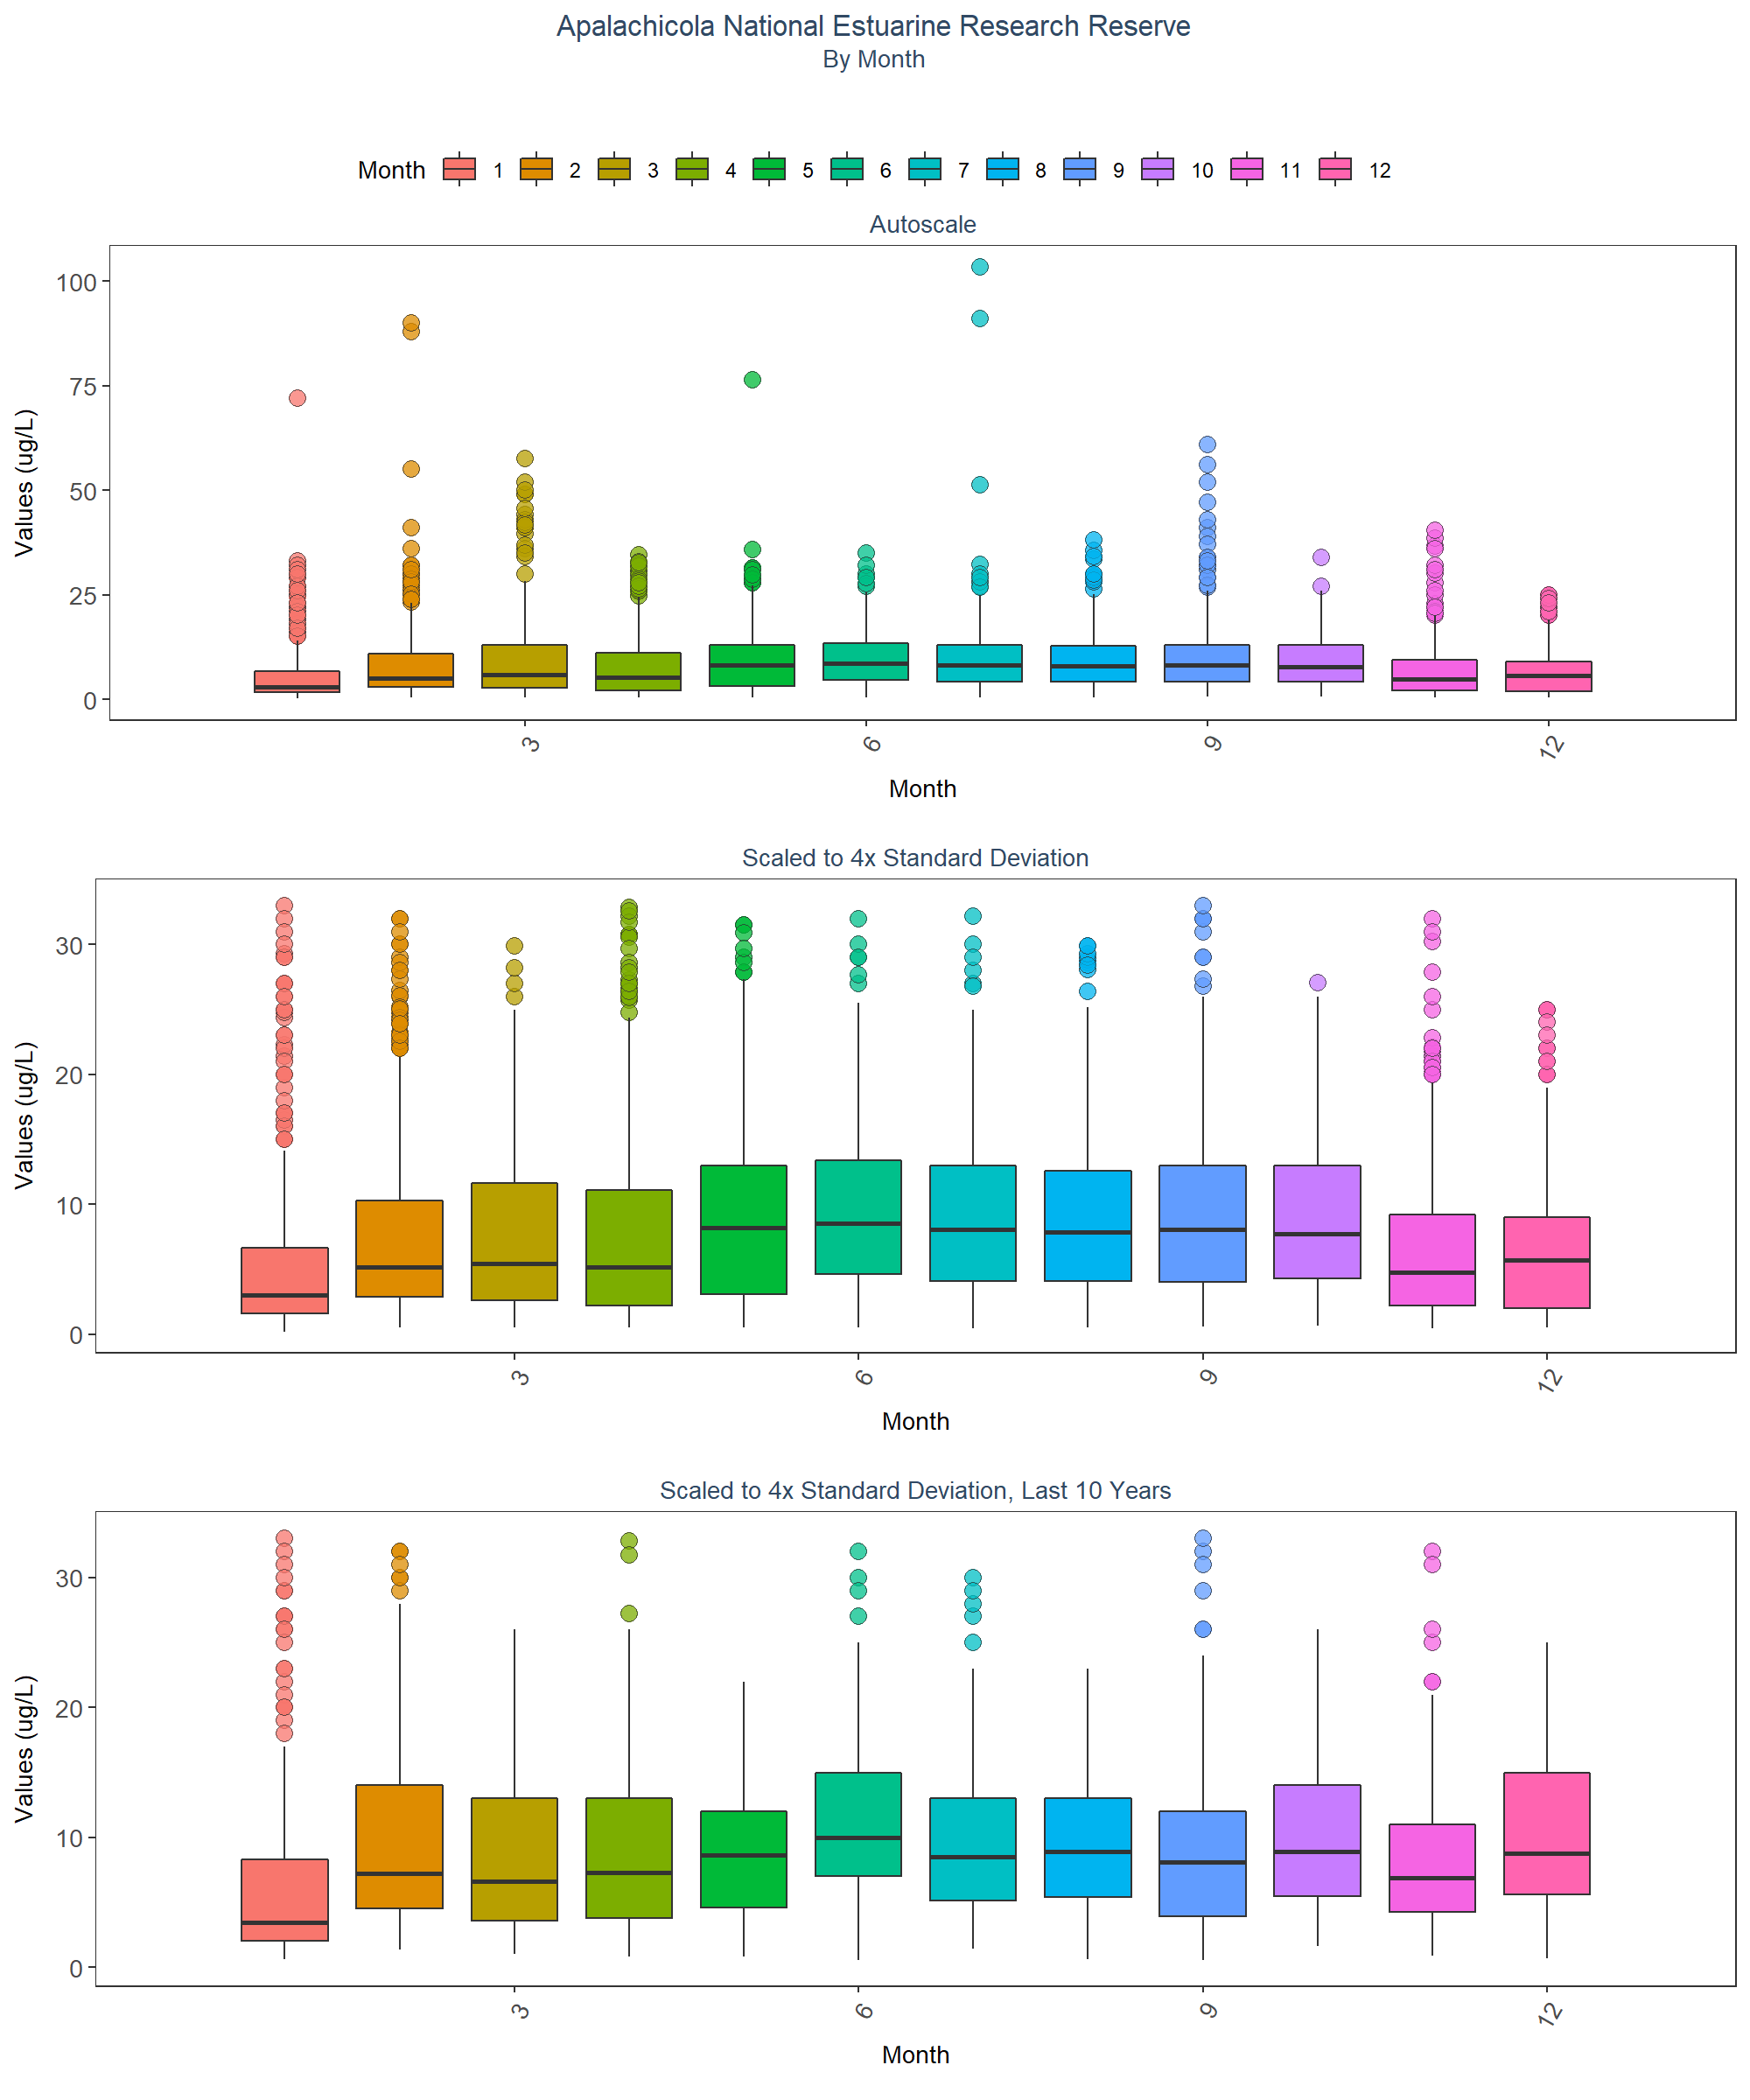 Apalachicola National Estuarine Research Reserve
By Month
Month 1 2 3 4 5 6 7 8 9 10 11 12
Autoscale
Values (ug/L)
100
75
50
25
0
3 6 9 12
Month
Scaled to 4x Standard Deviation
Values (ug/L)
30
20
10
0
3 6 9 12
Month
Scaled to 4x Standard Deviation, Last 10 Years
Values (ug/L)
30
20
10
0
3 6 9 12
Month